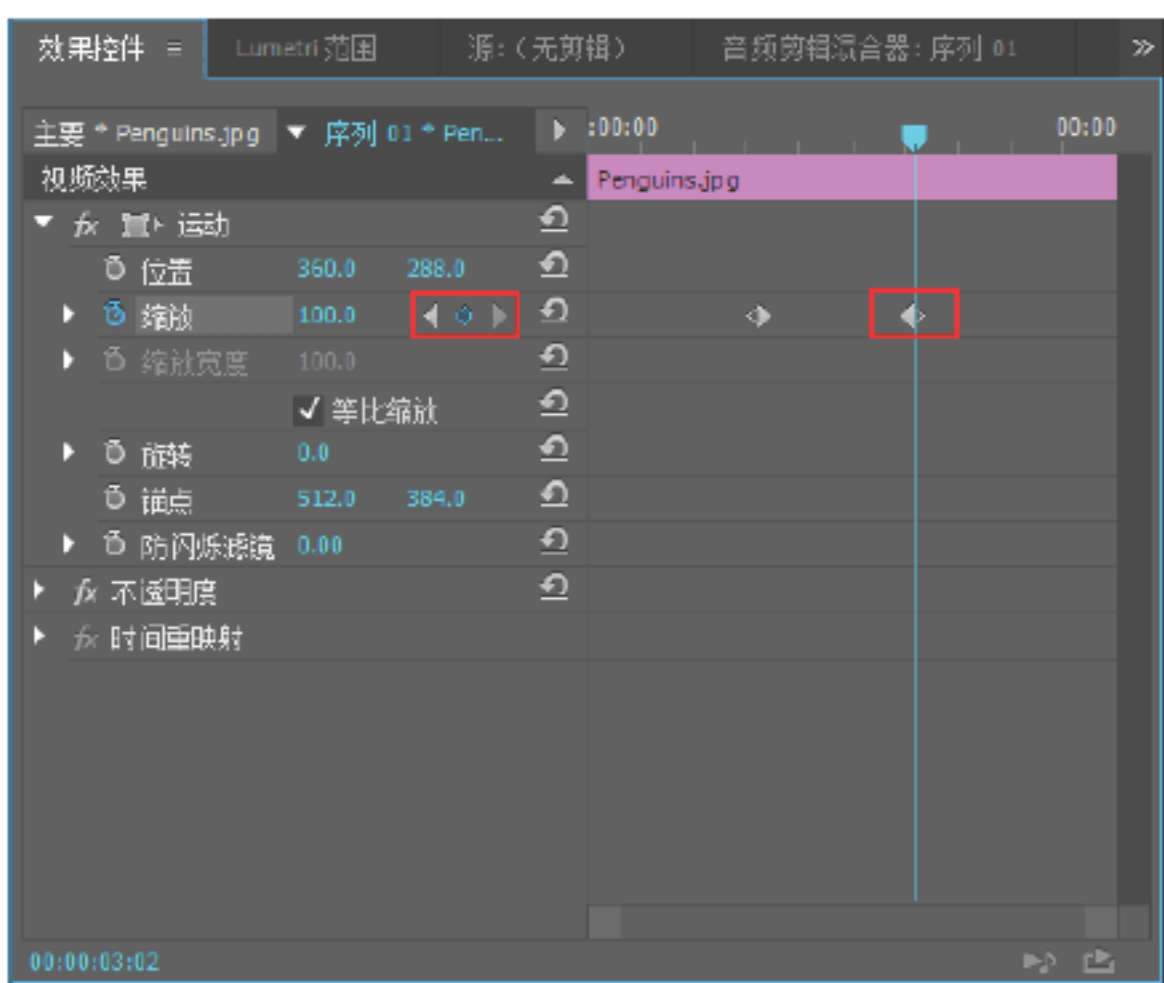 效果控件 ≡ Lumetri 范围 源:（无剪辑） 音频剪辑混合器: 序列 01 >>
主要 * Penguins.jpg 序列 01 * Pen... :00:00 00:00
视频效果 Penguins.jpg
fx 运动
位置 360.0 288.0
缩放 100.0
缩放宽度 100.0
✓ 等比缩放
旋转 0.0
锚点 512.0 384.0
防闪烁滤镜 0.00
fx 不透明度
fx 时间重映射
00:00:03:02